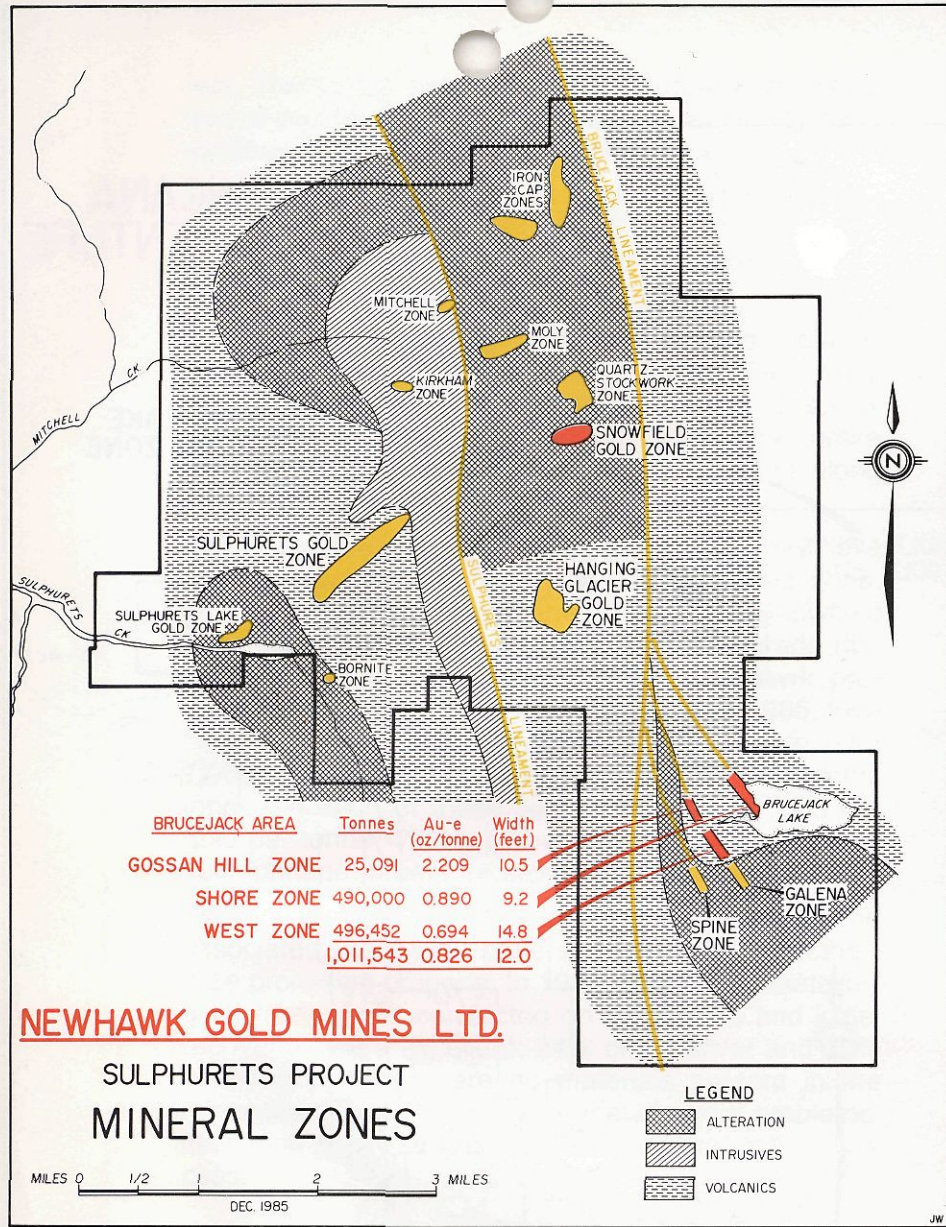 BRUCEJACK LINEAMENT
IRON
CAP
ZONES
MITCHELL
ZONE
MOLY
ZONE
KIRKHAM
ZONE
QUARTZ
STOCKWORK
ZONE
SNOWFIELD
GOLD ZONE
MITCHELL CK
N
SULPHURETS GOLD
ZONE
SULPHURETS LINEAMENT
HANGING
GLACIER
GOLD
ZONE
SULPHURETS CK
SULPHURETS LAKE
GOLD ZONE
BORNITE
ZONE
BRUCEJACK
LAKE
GALENA
ZONE
SPINE
ZONE
BRUCEJACK AREA Tonnes Au-e (oz/tonne) Width (feet)
GOSSAN HILL ZONE 25,091 2.209 10.5
SHORE ZONE 490,000 0.890 9.2
WEST ZONE 496,452 0.694 14.8
1,011,543 0.826 12.0
NEWHAWK GOLD MINES LTD.
SULPHURETS PROJECT
MINERAL ZONES
MILES 0 1/2 1 2 3 MILES
DEC. 1985
LEGEND
ALTERATION
INTRUSIVES
VOLCANICS
JW